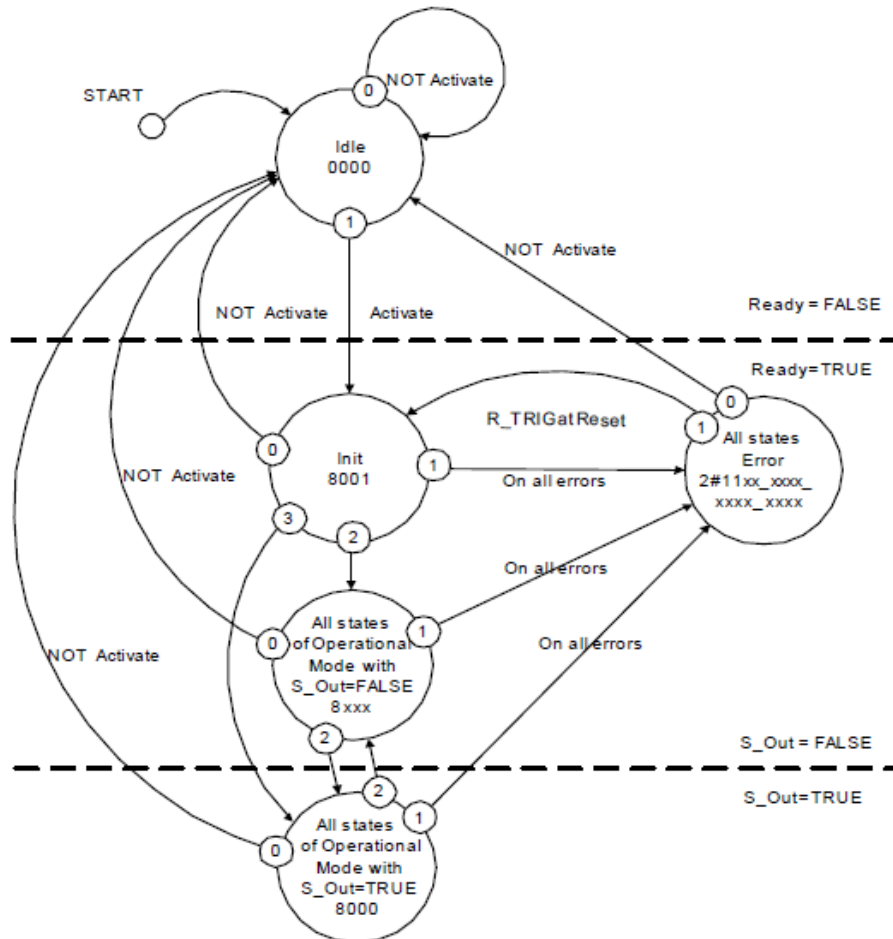 NOT Activate
0
START
Idle
0000
1
NOT Activate
NOT Activate
Activate
Ready = FALSE
Ready=TRUE
0
1
R_TRIGatReset
All states
Error
2#11xx_xxxx_
xxxx_xxxx
0
Init
8001
1
On all errors
NOT Activate
3
2
On all errors
All states
of Operational
Mode with
S_Out=FALSE
8xxx
0
1
NOT Activate
On all errors
2
S_Out = FALSE
S_Out=TRUE
2
1
All states
of Operational
Mode with
S_Out=TRUE
8000
0